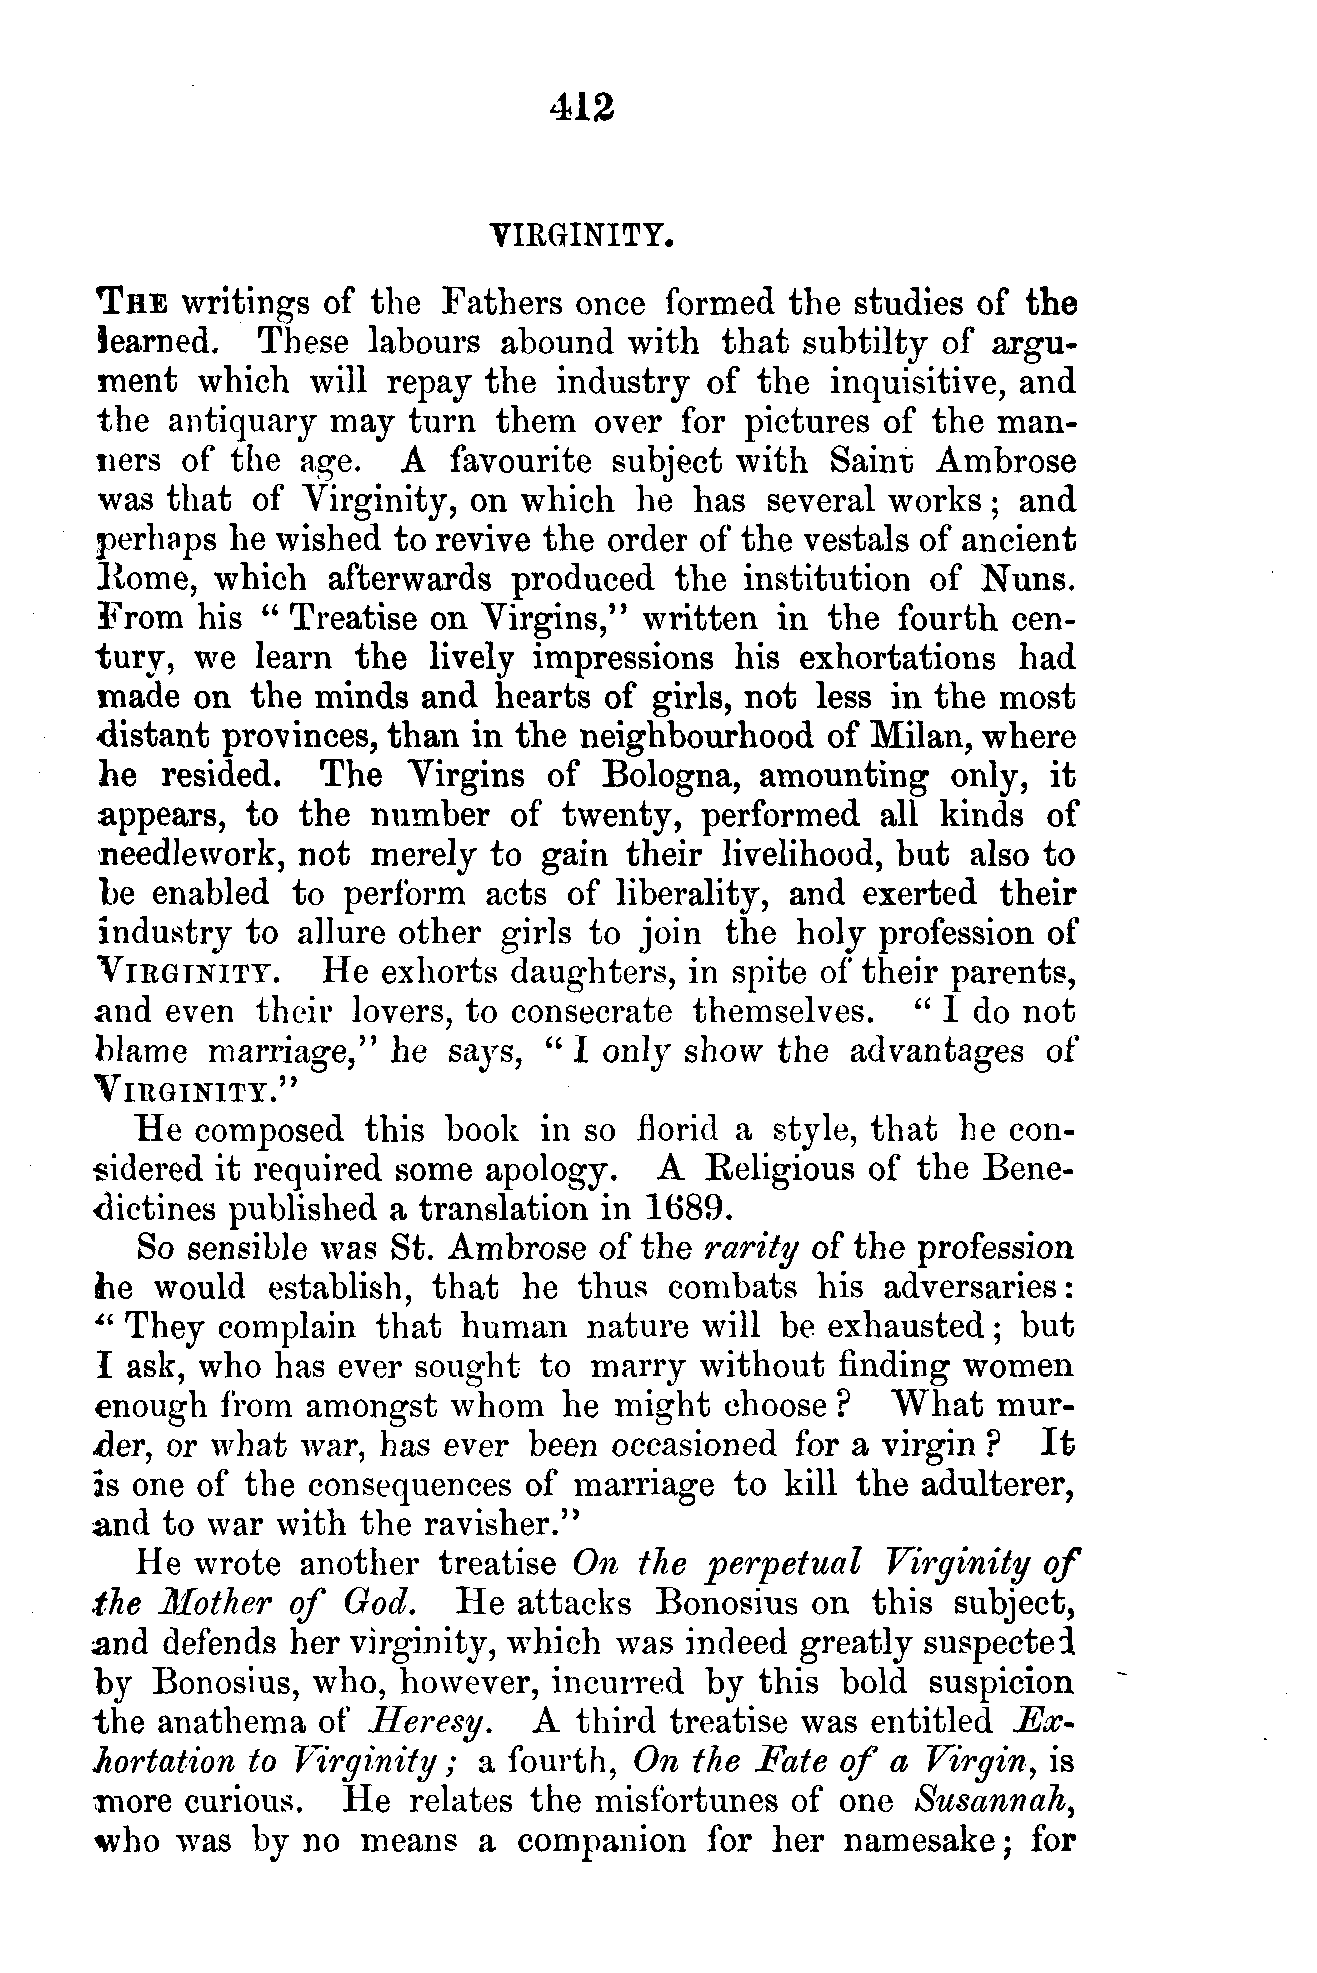 412
VIRGINITY.
THE writings of the Fathers once formed the studies of the
learned. These labours abound with that subtilty of argu-
ment which will repay the industry of the inquisitive, and
the antiquary may turn them over for pictures of the man-
ners of the age. A favourite subject with Saint Ambrose
was that of Virginity, on which he has several works; and
perhaps he wished to revive the order of the vestals of ancient
Rome, which afterwards produced the institution of Nuns.
From his "Treatise on Virgins," written in the fourth cen-
tury, we learn the lively impressions his exhortations had
made on the minds and hearts of girls, not less in the most
distant provinces, than in the neighbourhood of Milan, where
he resided. The Virgins of Bologna, amounting only, it
appears, to the number of twenty, performed all kinds of
needlework, not merely to gain their livelihood, but also to
be enabled to perform acts of liberality, and exerted their
industry to allure other girls to join the holy profession of
VIRGINITY. He exhorts daughters, in spite of their parents,
and even their lovers, to consecrate themselves. "I do not
blame marriage," he says, "I only show the advantages of
VIRGINITY."
He composed this book in so florid a style, that he con-
sidered it required some apology. A Religious of the Bene-
dictines published a translation in 1689.
So sensible was St. Ambrose of the rarity of the profession
he would establish, that he thus combats his adversaries:
"They complain that human nature will be exhausted; but
I ask, who has ever sought to marry without finding women
enough from amongst whom he might choose? What mur-
der, or what war, has ever been occasioned for a virgin? It
is one of the consequences of marriage to kill the adulterer,
and to war with the ravisher."
He wrote another treatise On the perpetual Virginity of
the Mother of God. He attacks Bonosius on this subject,
and defends her virginity, which was indeed greatly suspected
by Bonosius, who, however, incurred by this bold suspicion
the anathema of Heresy. A third treatise was entitled Ex-
hortation to Virginity; a fourth, On the Fate of a Virgin, is
more curious. He relates the misfortunes of one Susannah,
who was by no means a companion for her namesake; for